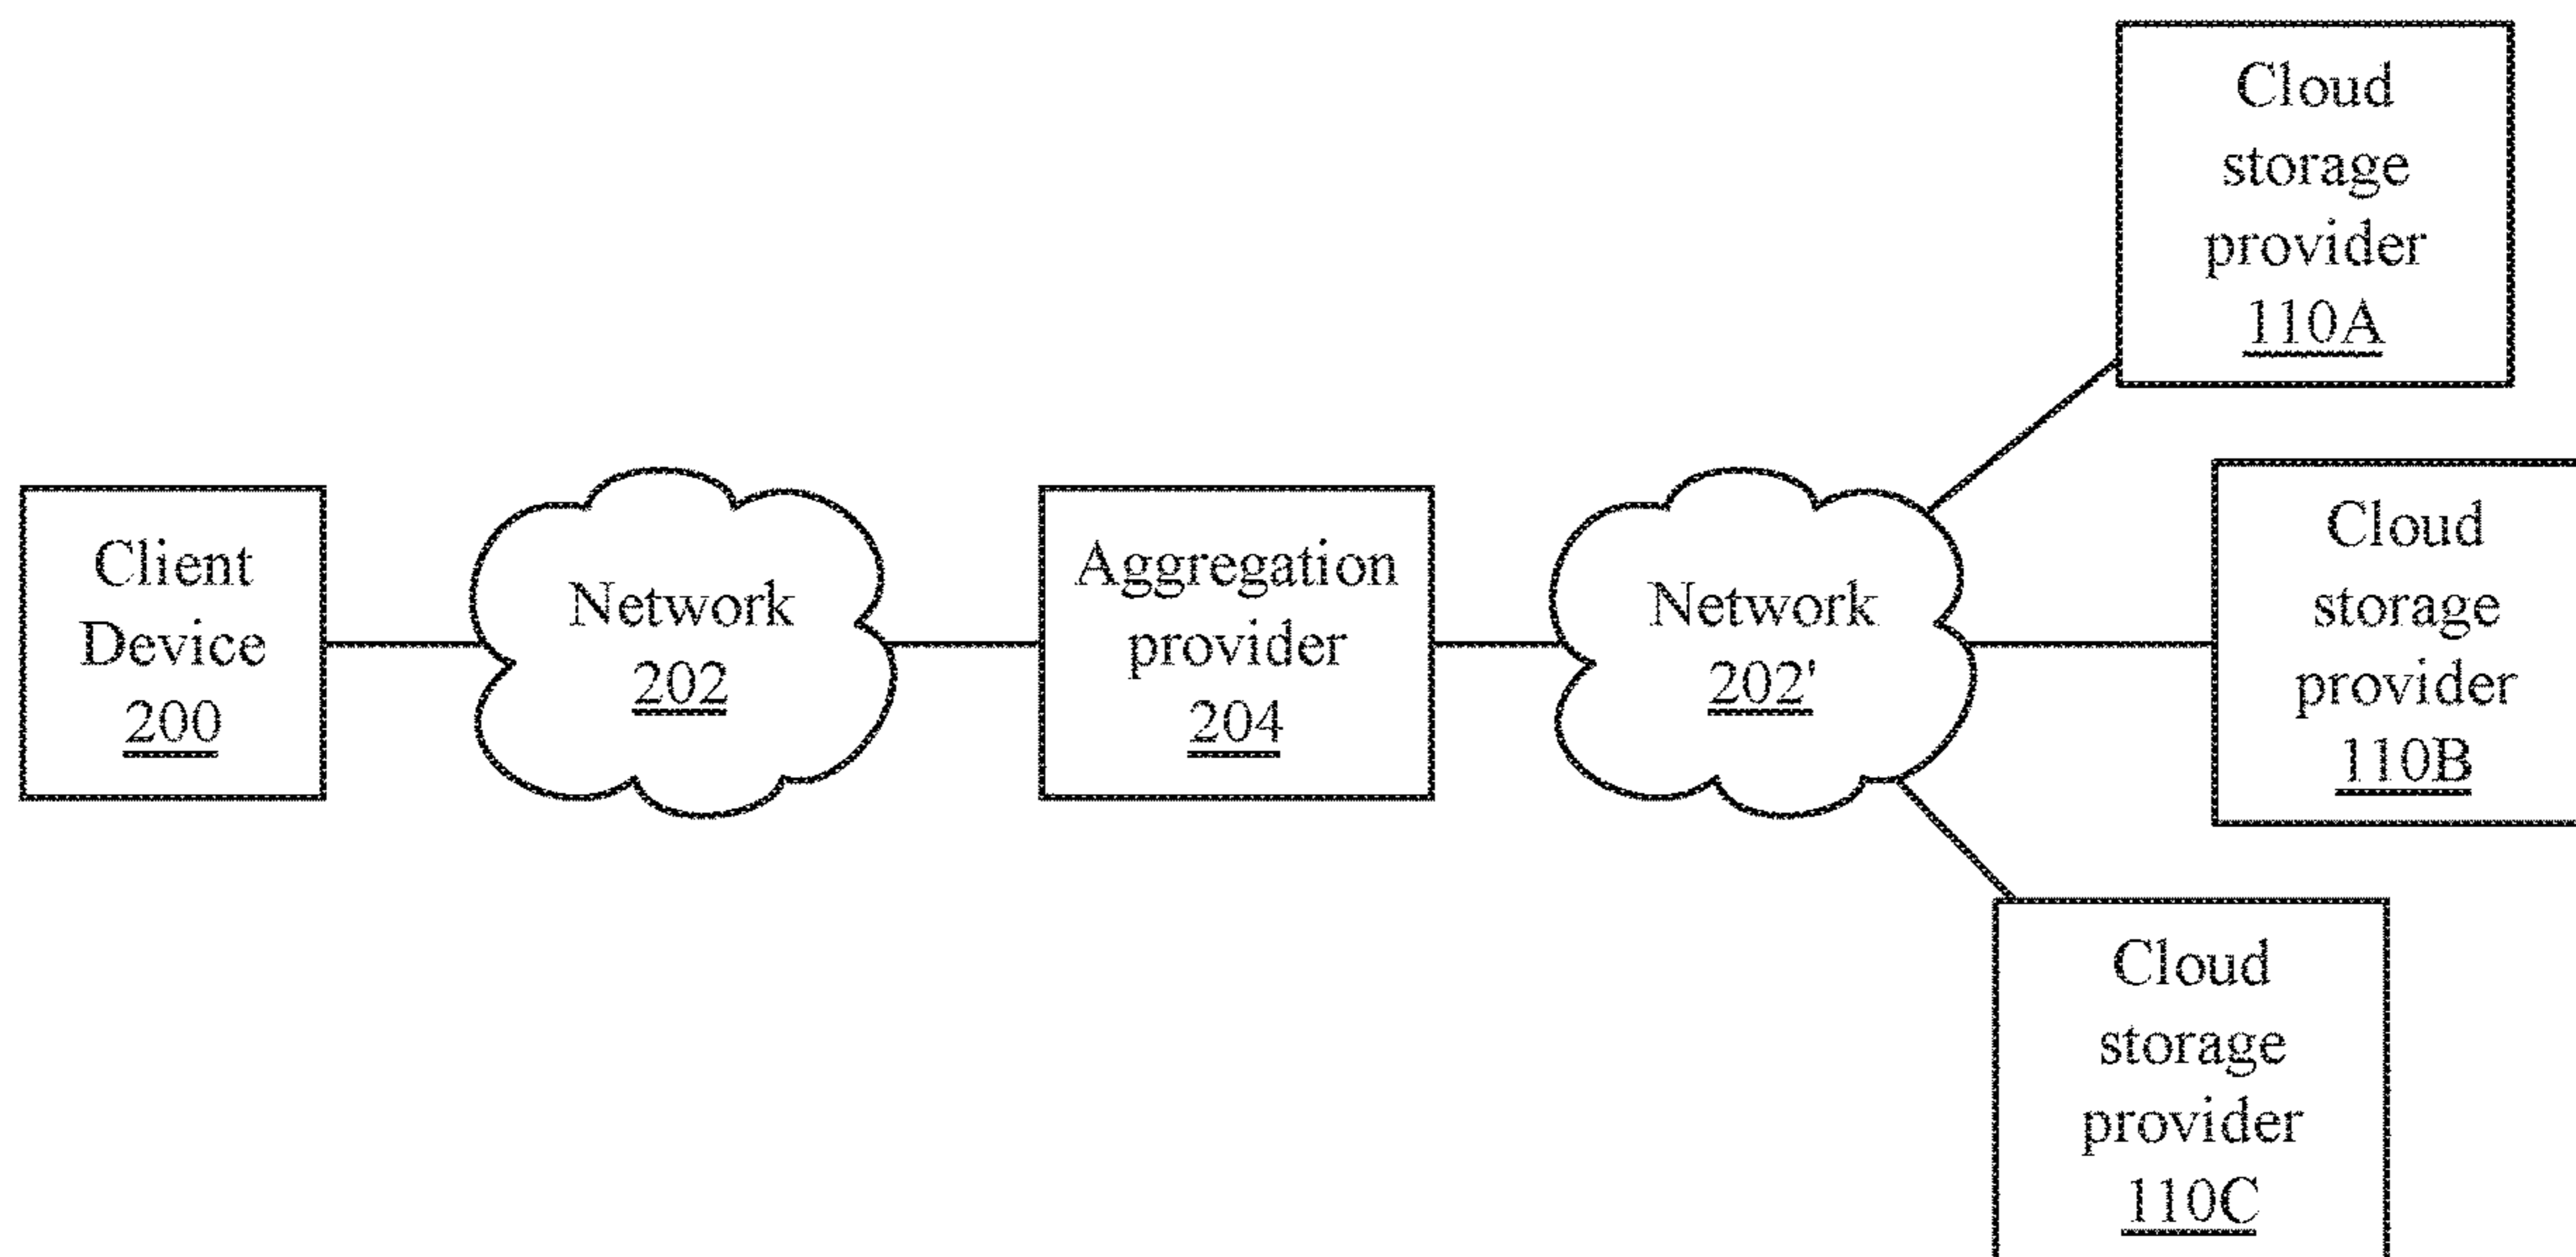 Client
Device
200
Network
202
Aggregation
provider
204
Network
202'
Cloud
storage
provider
110A
Cloud
storage
provider
110B
Cloud
storage
provider
110C